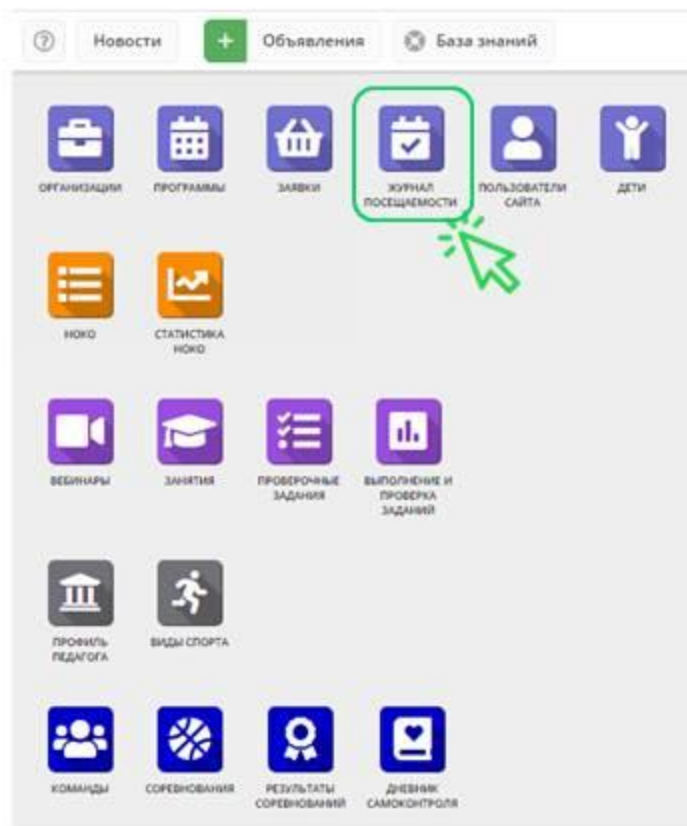 Новости
Объявления
База знаний
ОРГАНИЗАЦИИ
ПРОГРАММЫ
ЗАЯВКИ
ЖУРНАЛ
ПОСЕЩАЕМОСТИ
ПОЛЬЗОВАТЕЛИ
САЙТА
ДЕТИ
НОКО
СТАТИСТИКА
НОКО
ВЕБИНАРЫ
ЗАНЯТИЯ
ПРОВЕРОЧНЫЕ
ЗАДАНИЯ
ВЫПОЛНЕНИЕ И
ПРОВЕРКА
ЗАДАНИЙ
ПРОФИЛЬ
ПЕДАГОГА
ВИДЫ СПОРТА
КОМАНДЫ
СОРЕВНОВАНИЯ
РЕЗУЛЬТАТЫ
СОРЕВНОВАНИЙ
ДНЕВНИК
САМОКОНТРОЛЯ